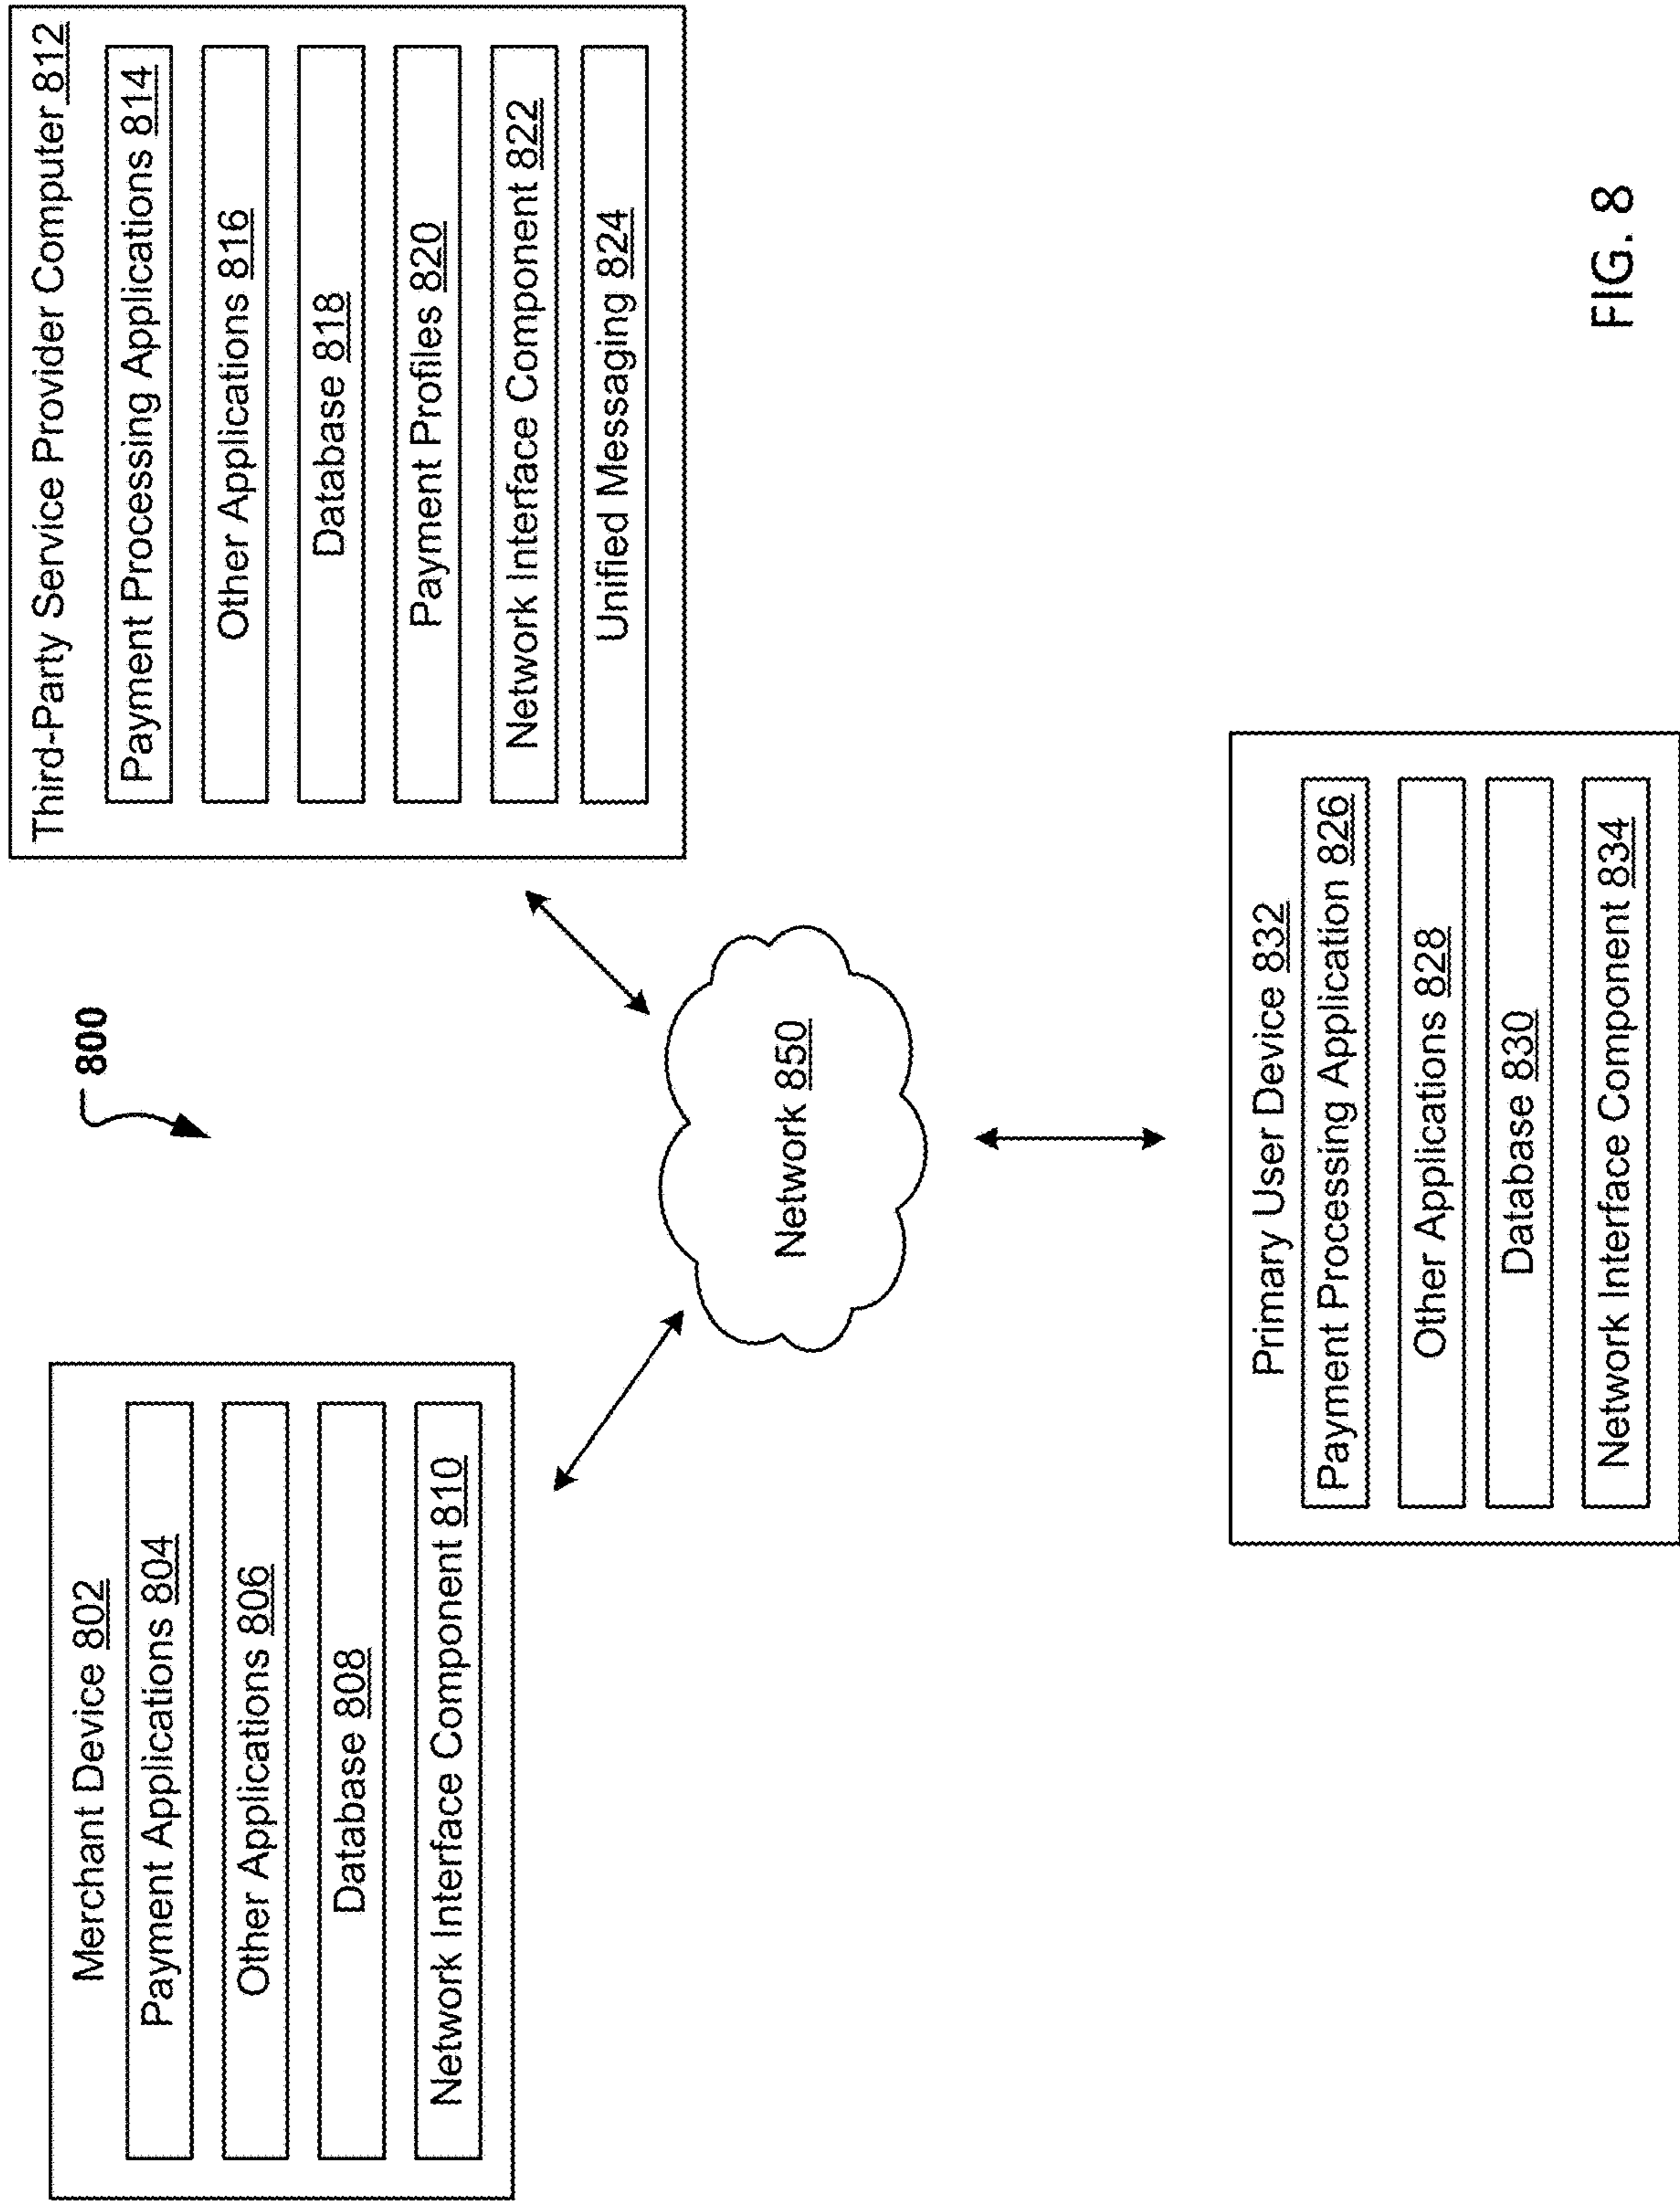 800
Merchant Device 802
Payment Applications 804
Other Applications 806
Database 808
Network Interface Component 810
Third-Party Service Provider Computer 812
Payment Processing Applications 814
Other Applications 816
Database 818
Payment Profiles 820
Network Interface Component 822
Unified Messaging 824
Network 850
Primary User Device 832
Payment Processing Application 826
Other Applications 828
Database 830
Network Interface Component 834
FIG. 8